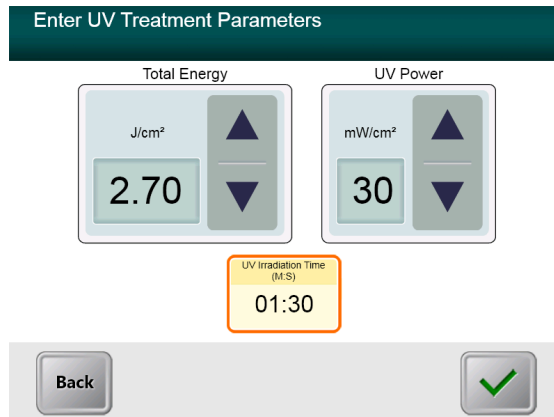 Enter UV Treatment Parameters
Total Energy
UV Power
J/cm²
mW/cm²
2.70
30
UV Irradiation Time
(M:S)
01:30
Back